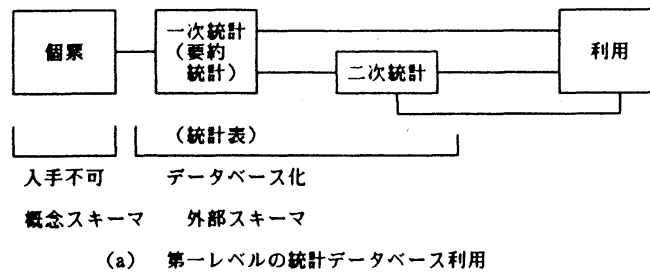 個票
一次統計
(要約
統計)
二次統計
利用
(統計表)
入手不可 データベース化
概念スキーマ 外部スキーマ
(a) 第一レベルの統計データベース利用